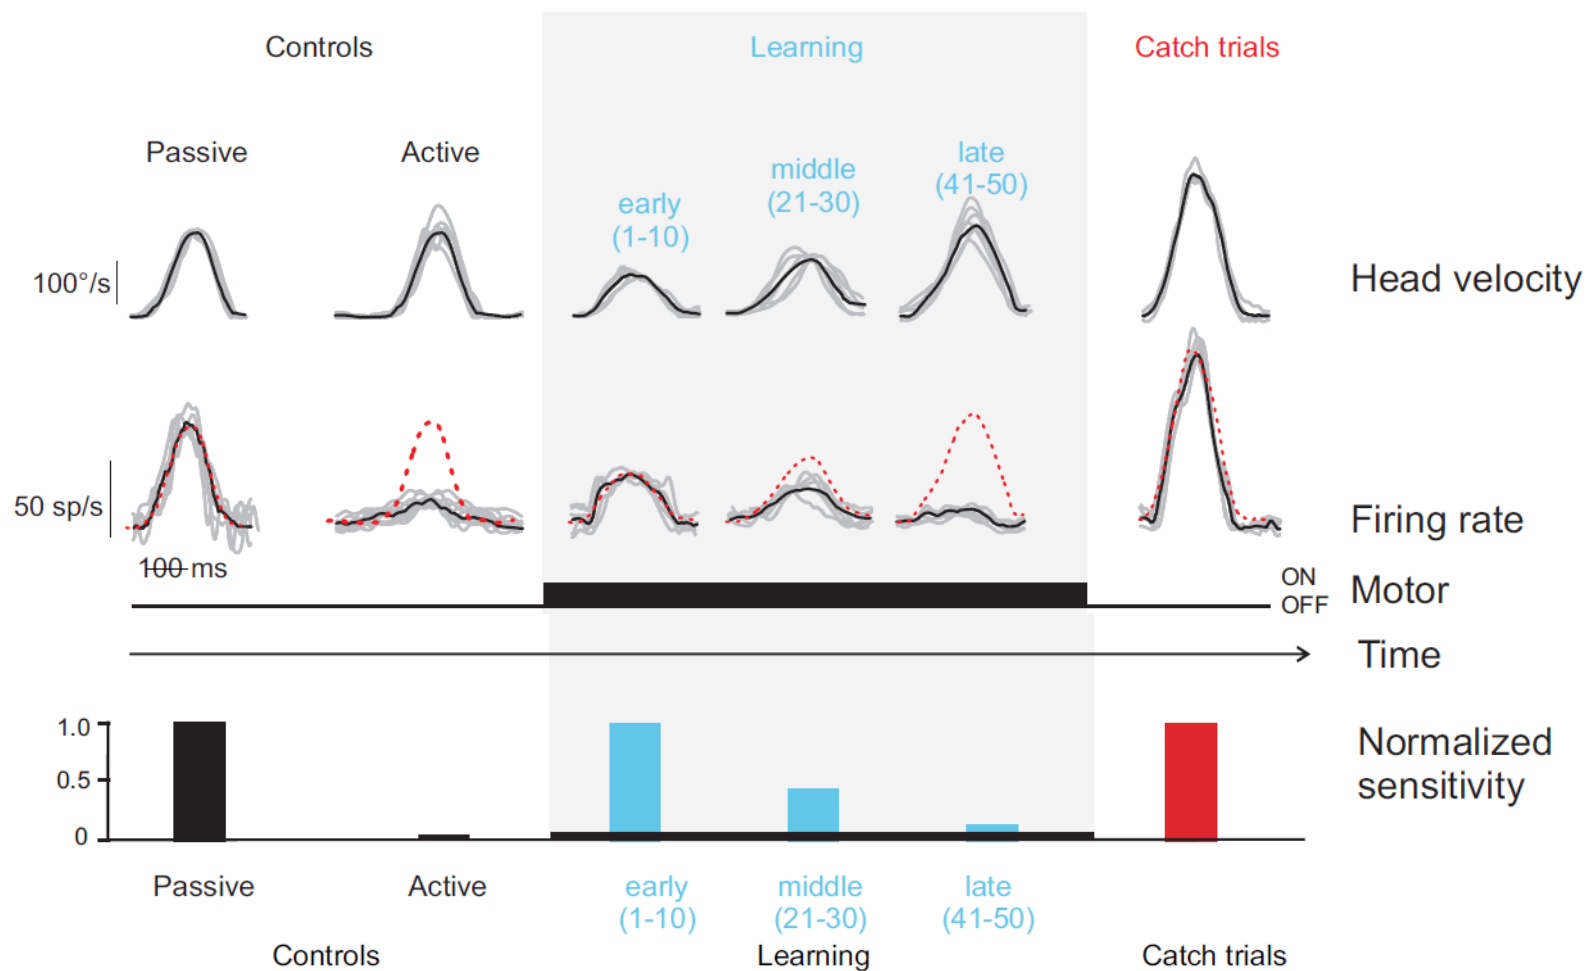 Controls
Learning
Catch trials
Passive
Active
early
(1-10)
middle
(21-30)
late
(41-50)
100°/s
Head velocity
50 sp/s
Firing rate
100 ms
ON
OFF
Motor
Time
1.0
0.5
0
Normalized
sensitivity
Passive
Active
early
(1-10)
middle
(21-30)
late
(41-50)
Controls
Learning
Catch trials